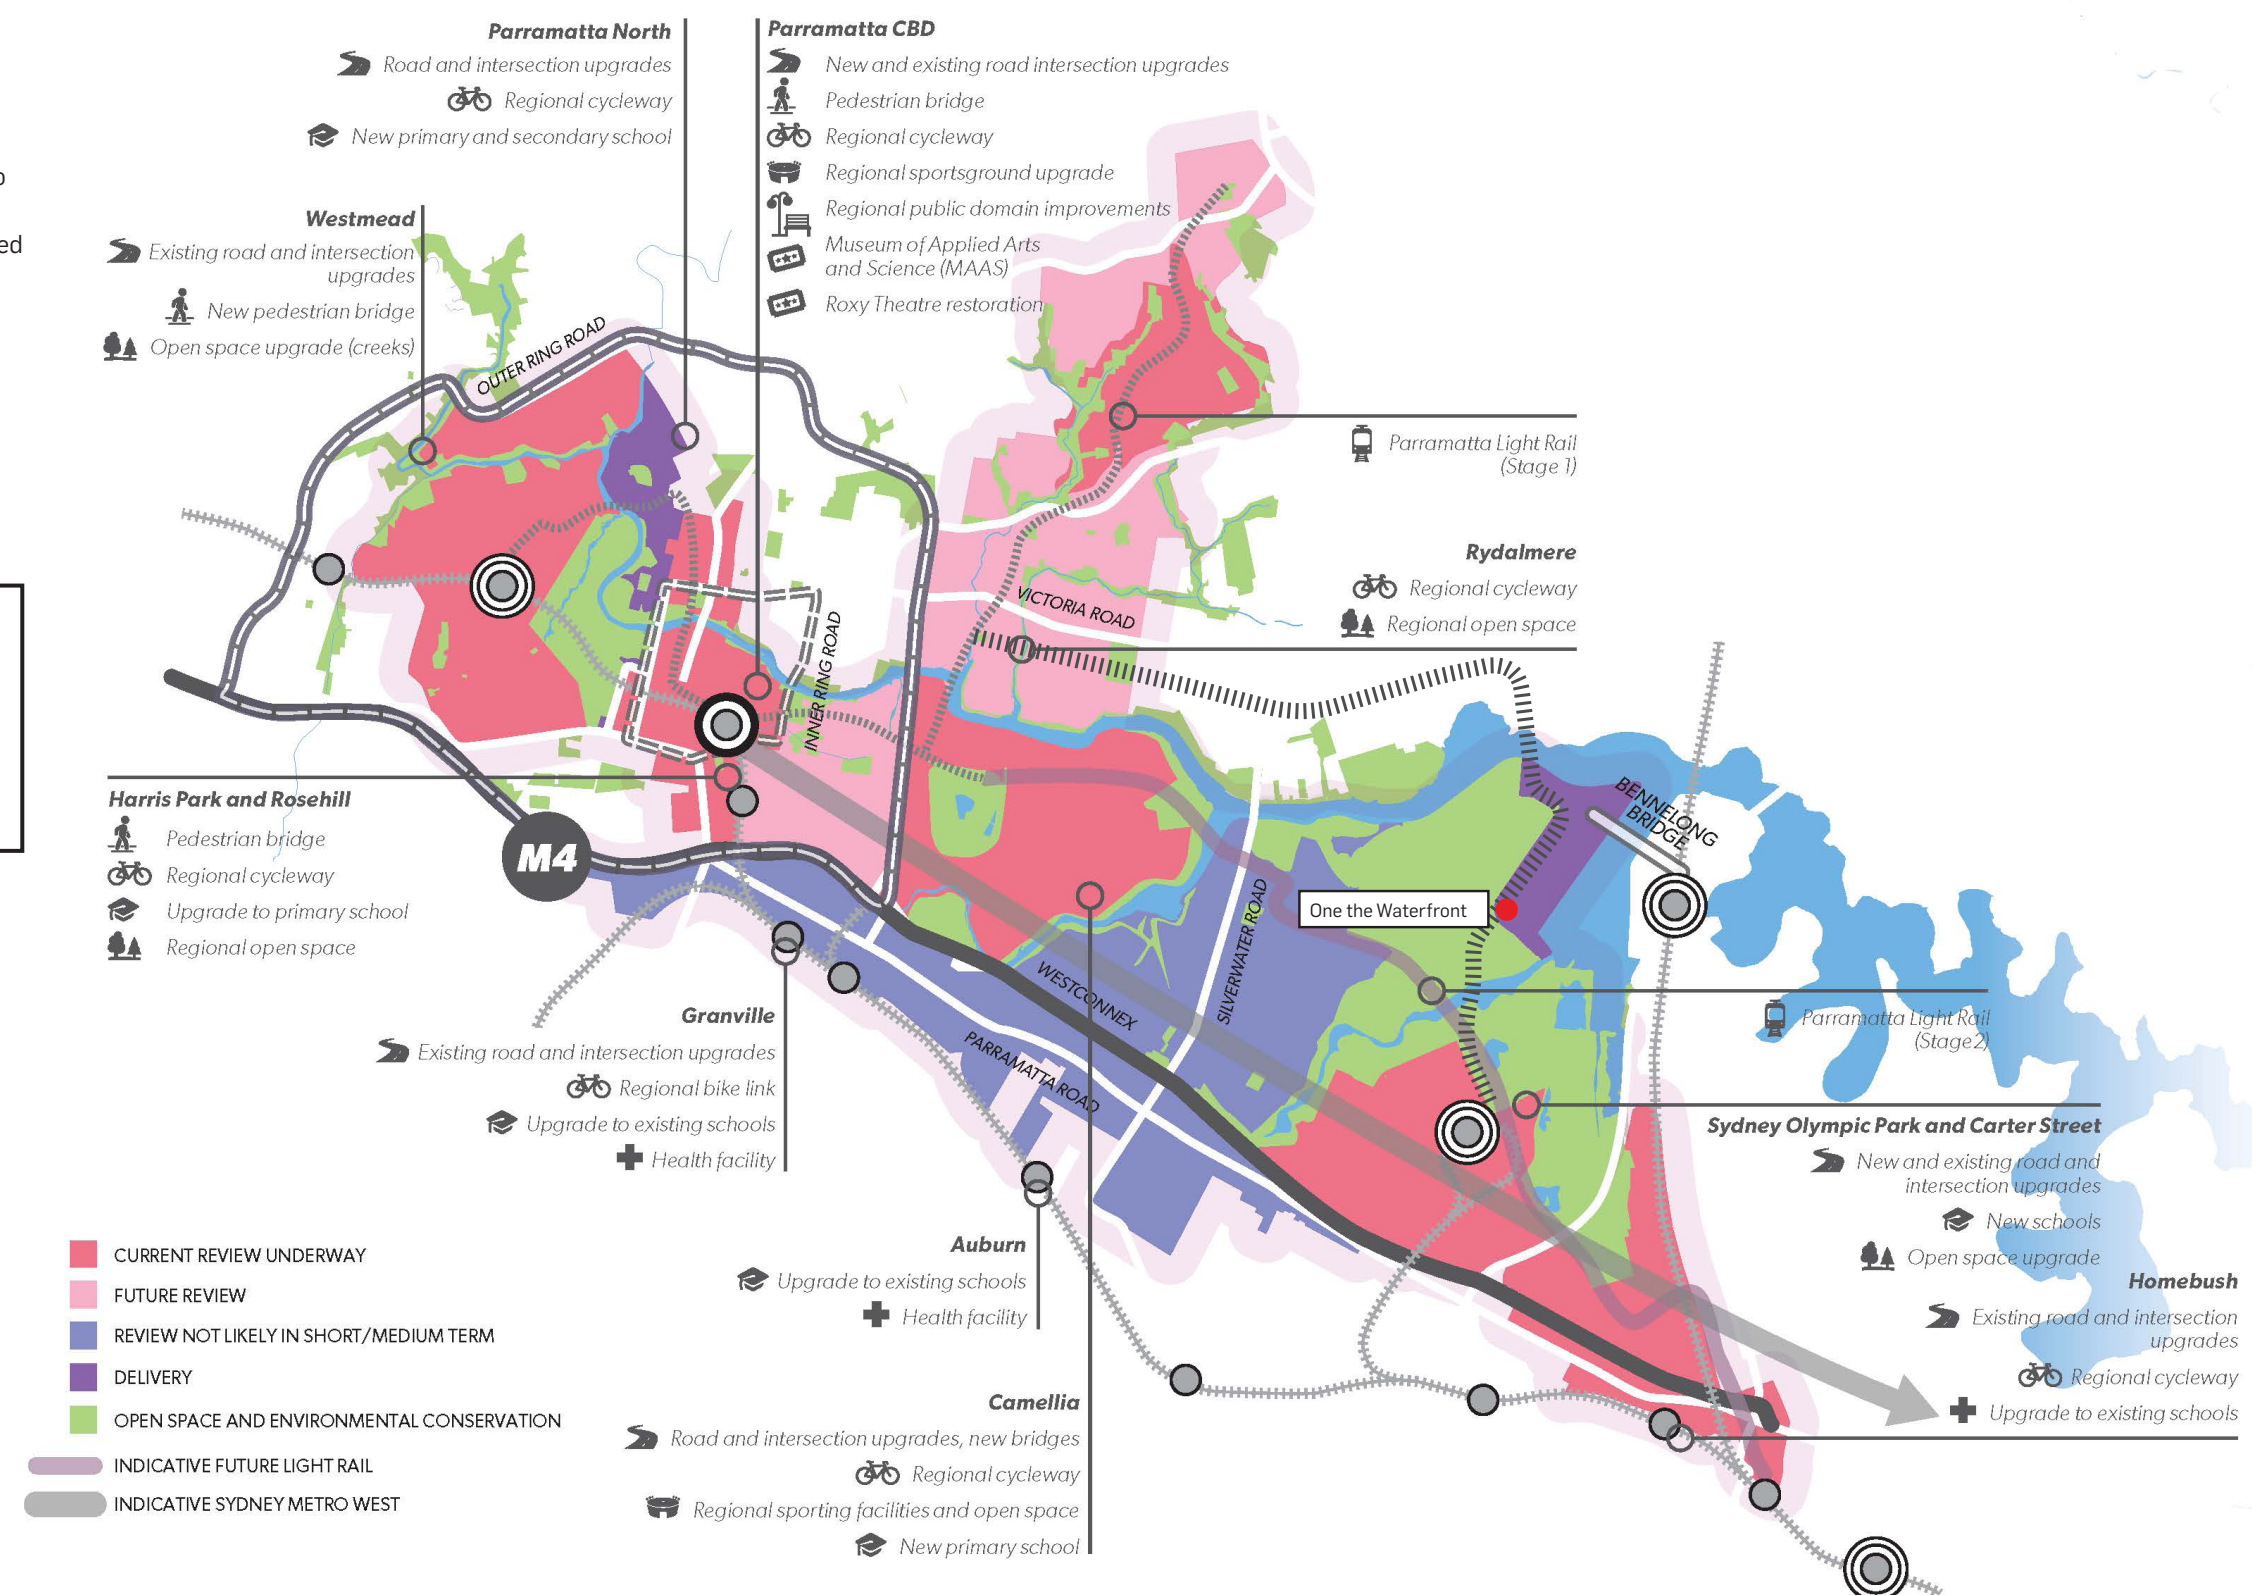 ed
Parramatta North
Road and intersection upgrades
Regional cycleway
New primary and secondary school
Parramatta CBD
New and existing road intersection upgrades
Pedestrian bridge
Regional cycleway
Regional sportsground upgrade
Regional public domain improvements
Museum of Applied Arts
and Science (MAAS)
Roxy Theatre restoration
Westmead
Existing road and intersection
upgrades
New pedestrian bridge
Open space upgrade (creeks)
OUTER RING ROAD
Parramatta Light Rail
(Stage 1)
Rydalmere
Regional cycleway
Regional open space
VICTORIA ROAD
INNER RING ROAD
BENNELONG
BRIDGE
Harris Park and Rosehill
Pedestrian bridge
Regional cycleway
Upgrade to primary school
Regional open space
M4
One the Waterfront
SILVERWATER ROAD
WESTCONNEX
PARRAMATTA ROAD
Parramatta Light Rail
(Stage2)
Granville
Existing road and intersection upgrades
Regional bike link
Upgrade to existing schools
Health facility
Sydney Olympic Park and Carter Street
New and existing road and
intersection upgrades
New schools
Open space upgrade
Auburn
Upgrade to existing schools
Health facility
Homebush
Existing road and intersection
upgrades
Regional cycleway
Upgrade to existing schools
Camellia
Road and intersection upgrades, new bridges
Regional cycleway
Regional sporting facilities and open space
New primary school
CURRENT REVIEW UNDERWAY
FUTURE REVIEW
REVIEW NOT LIKELY IN SHORT/MEDIUM TERM
DELIVERY
OPEN SPACE AND ENVIRONMENTAL CONSERVATION
INDICATIVE FUTURE LIGHT RAIL
INDICATIVE SYDNEY METRO WEST